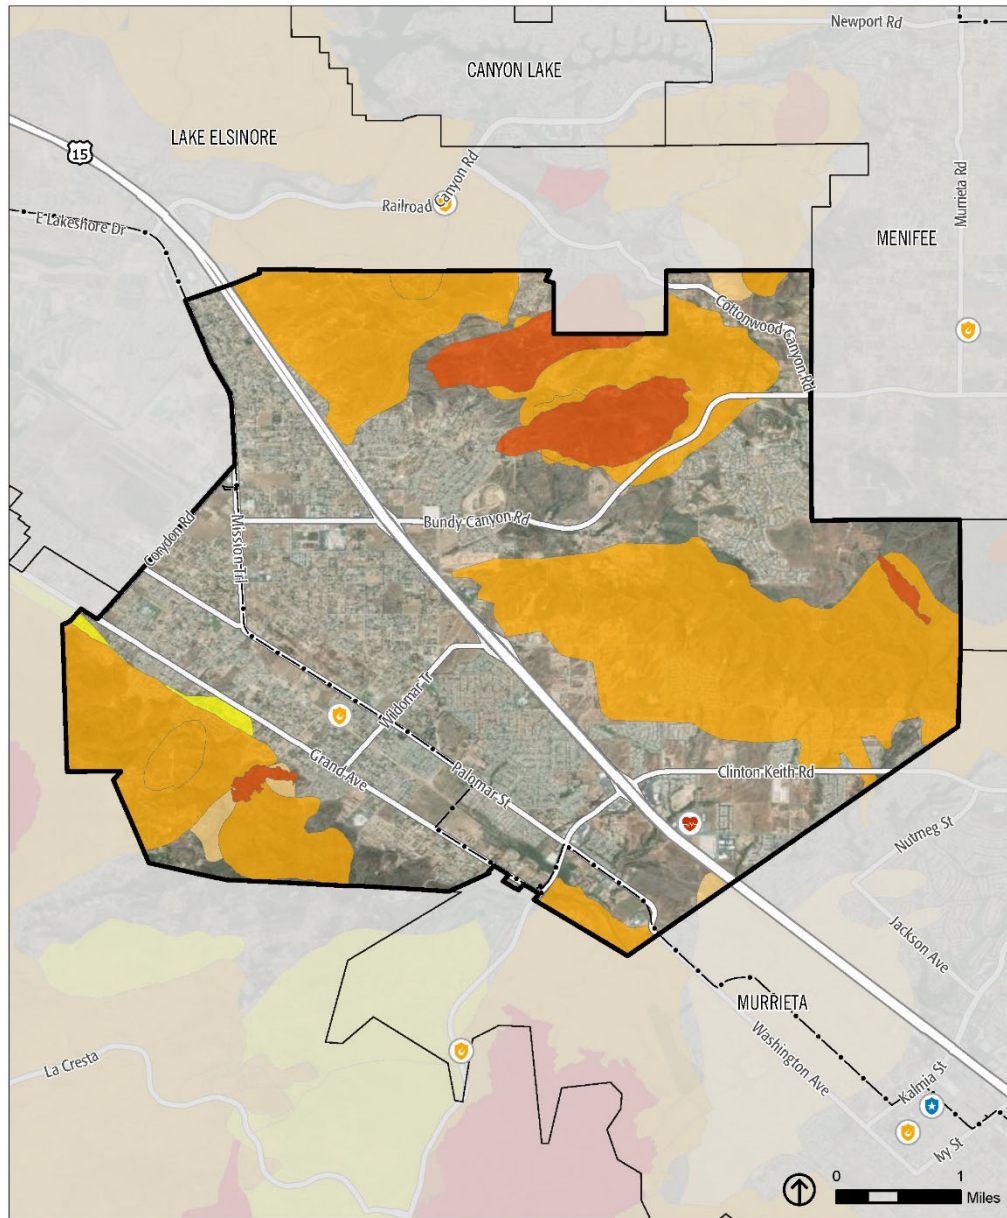 Newport Rd
CANYON LAKE
LAKE ELSINORE
15
Railroad Canyon Rd
Murrieta Rd
E Lakeshore Dr
MENIFEE
Cottonwood Canyon Rd
Bundy Canyon Rd
Corydon Rd
Mission Trl
Wildomar Tr
Grand Ave
Palomar St
Clinton Keith Rd
Nutmeg St
Jackson Ave
MURRIETA
Washington Ave
La Cresta
Kalmia St
Ivy St
0 1
Miles